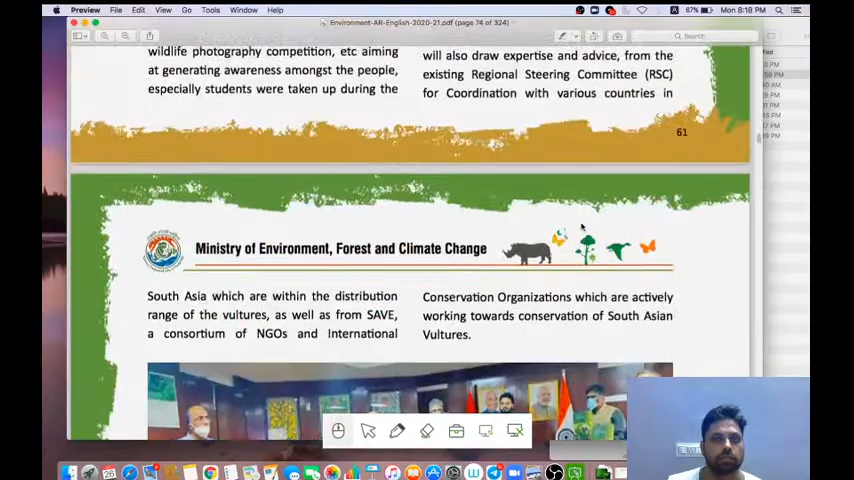 Preview File Edit View Go Tools Window Help
87% Mon 8:18 PM
Environment-AR-English-2020-21.pdf (page 74 of 324)
Search
wildlife photography competition, etc aiming
at generating awareness amongst the people,
especially students were taken up during the
will also draw expertise and advice, from the
existing Regional Steering Committee (RSC)
for Coordination with various countries in
61
Ministry of Environment, Forest and Climate Change
South Asia which are within the distribution
range of the vultures, as well as from SAVE,
a consortium of NGOs and International
Conservation Organizations which are actively
working towards conservation of South Asian
Vultures.